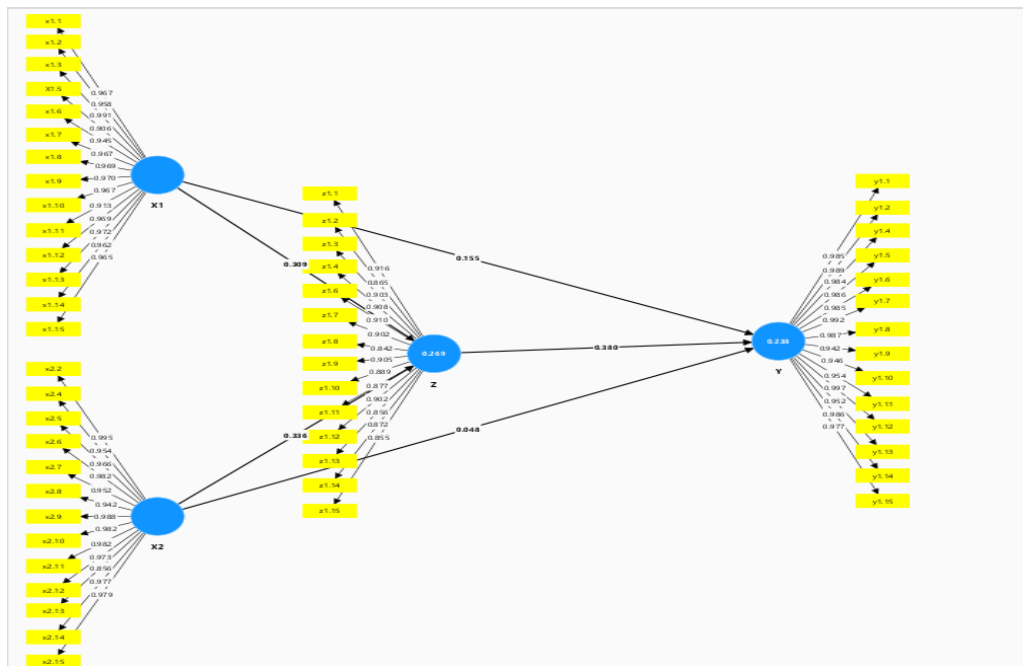 x1.1
x1.2
x1.3
X1.5
x1.6
x1.7
x1.8
x1.9
x1.10
x1.11
x1.12
x1.13
x1.14
x1.15
0.967
0.958
0.991
0.906
0.945
0.967
0.969
0.970
0.967
0.913
0.969
0.972
0.962
0.965
X1
x2.2
x2.4
x2.5
x2.6
x2.7
x2.8
x2.9
x2.10
x2.11
x2.12
x2.13
x2.14
x2.15
0.995
0.954
0.966
0.982
0.952
0.942
0.988
0.982
0.982
0.973
0.856
0.977
0.979
X2
0.309
0.336
0.155
0.048
z1.1
z1.2
z1.3
z1.4
z1.6
z1.7
z1.8
z1.9
z1.10
z1.11
z1.12
z1.13
z1.14
z1.15
0.916
0.865
0.903
0.908
0.910
0.902
0.842
0.905
0.889
0.877
0.902
0.856
0.872
0.855
0.269
Z
0.380
y1.1
y1.2
y1.4
y1.5
y1.6
y1.7
y1.8
y1.9
y1.10
y1.11
y1.12
y1.13
y1.14
y1.15
0.985
0.989
0.984
0.986
0.985
0.992
0.987
0.942
0.946
0.954
0.997
0.952
0.986
0.977
0.238
Y